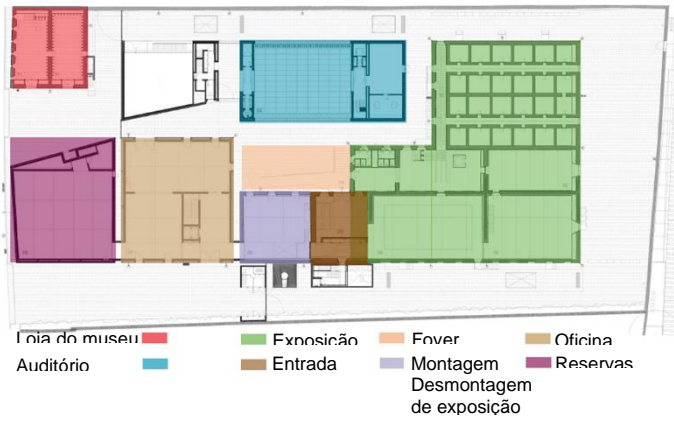 Loja do museu
Exposição
Foyer
Oficina
Auditório
Entrada
Montagem
Desmontagem
de exposição
Reservas